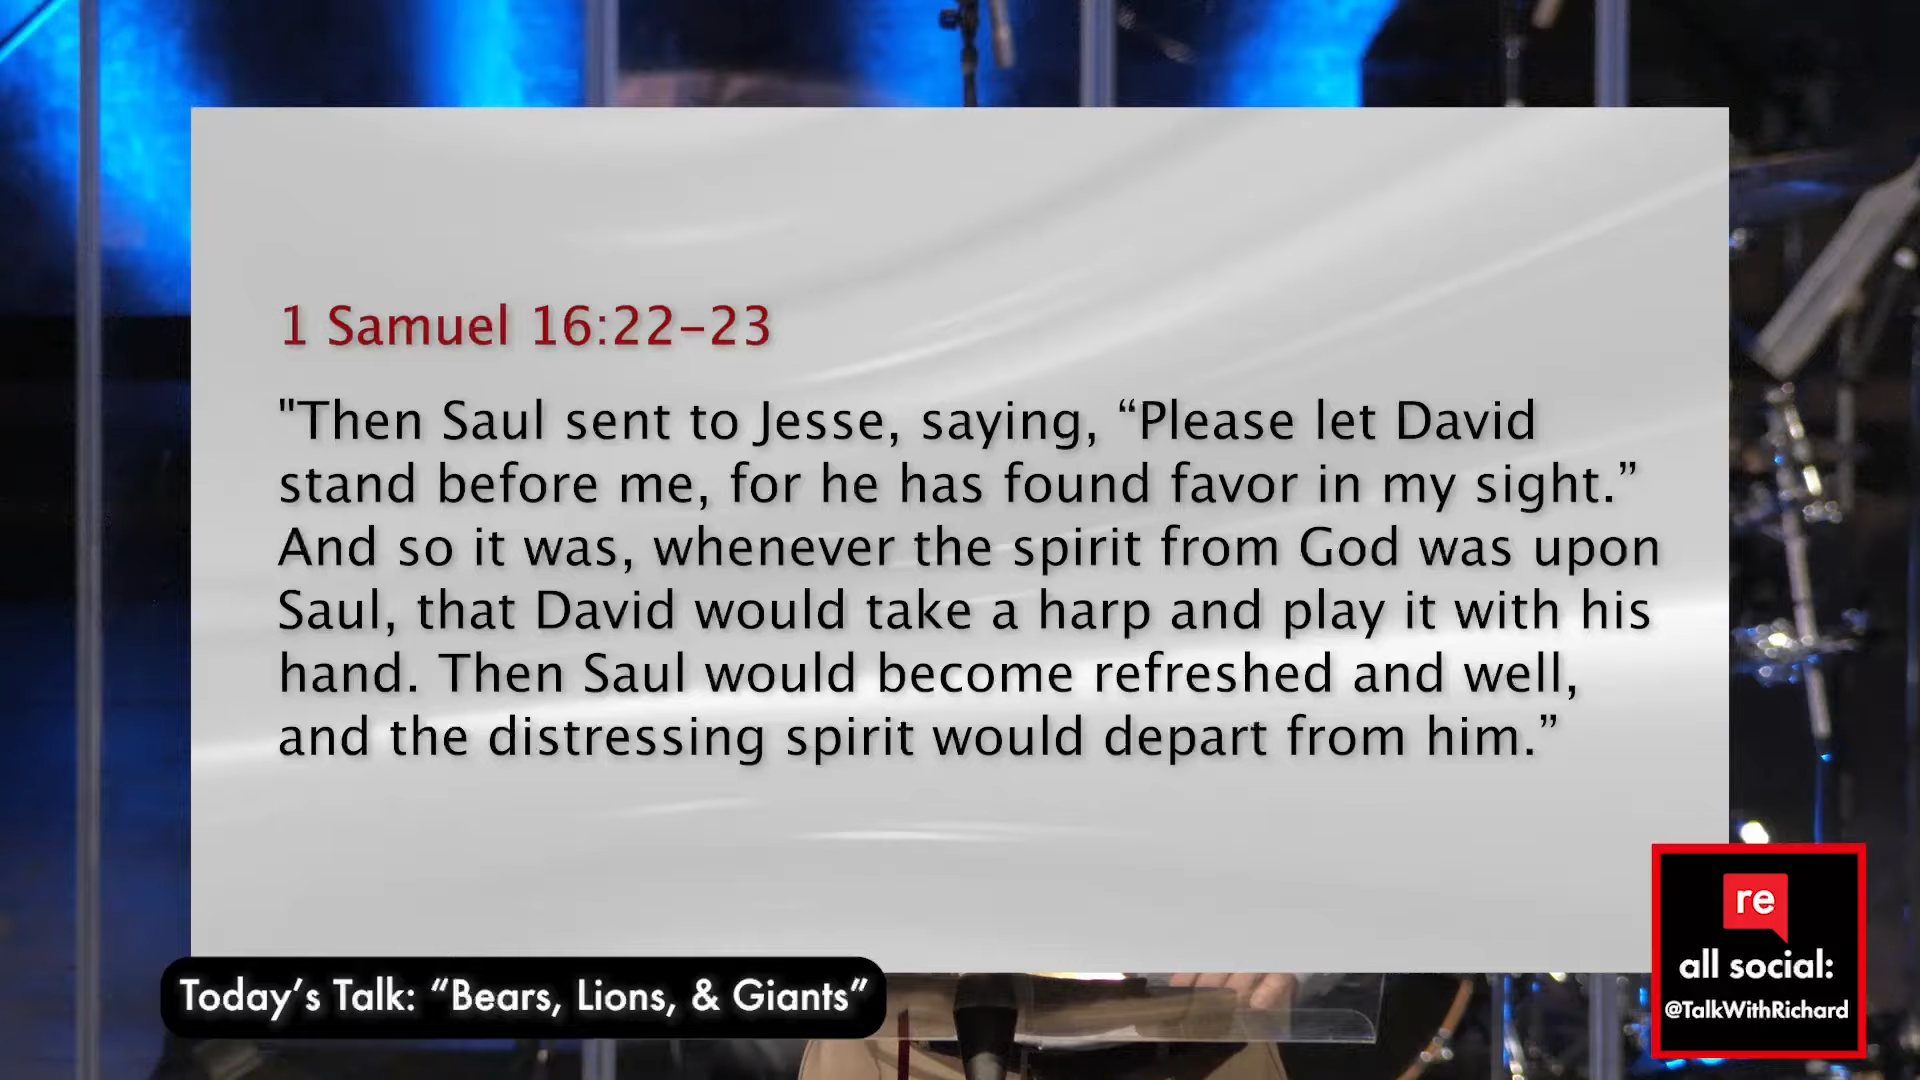 1 Samuel 16:22-23
"Then Saul sent to Jesse, saying, “Please let David
stand before me, for he has found favor in my sight.”
And so it was, whenever the spirit from God was upon
Saul, that David would take a harp and play it with his
hand. Then Saul would become refreshed and well,
and the distressing spirit would depart from him.”
Today’s Talk: “Bears, Lions, & Giants”
re
all social:
@TalkWithRichard